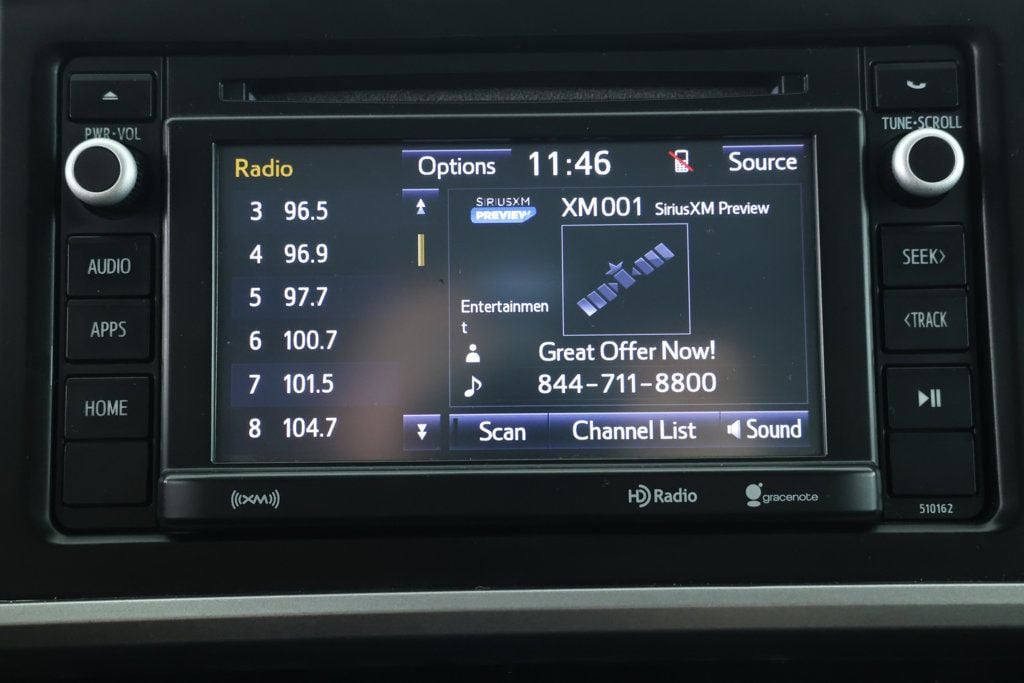 PWR•VOL
TUNE•SCROLL
AUDIO
APPS
HOME
Radio
Options
11:46
Source
3 96.5
4 96.9
5 97.7
6 100.7
7 101.5
8 104.7
SIRIUSXM
PREVIEW
XM001 SiriusXM Preview
Entertainmen
t
Great Offer Now!
844-711-8800
Scan
Channel List
Sound
SEEK>
<TRACK
((XM))
HD Radio
gracenote
510162